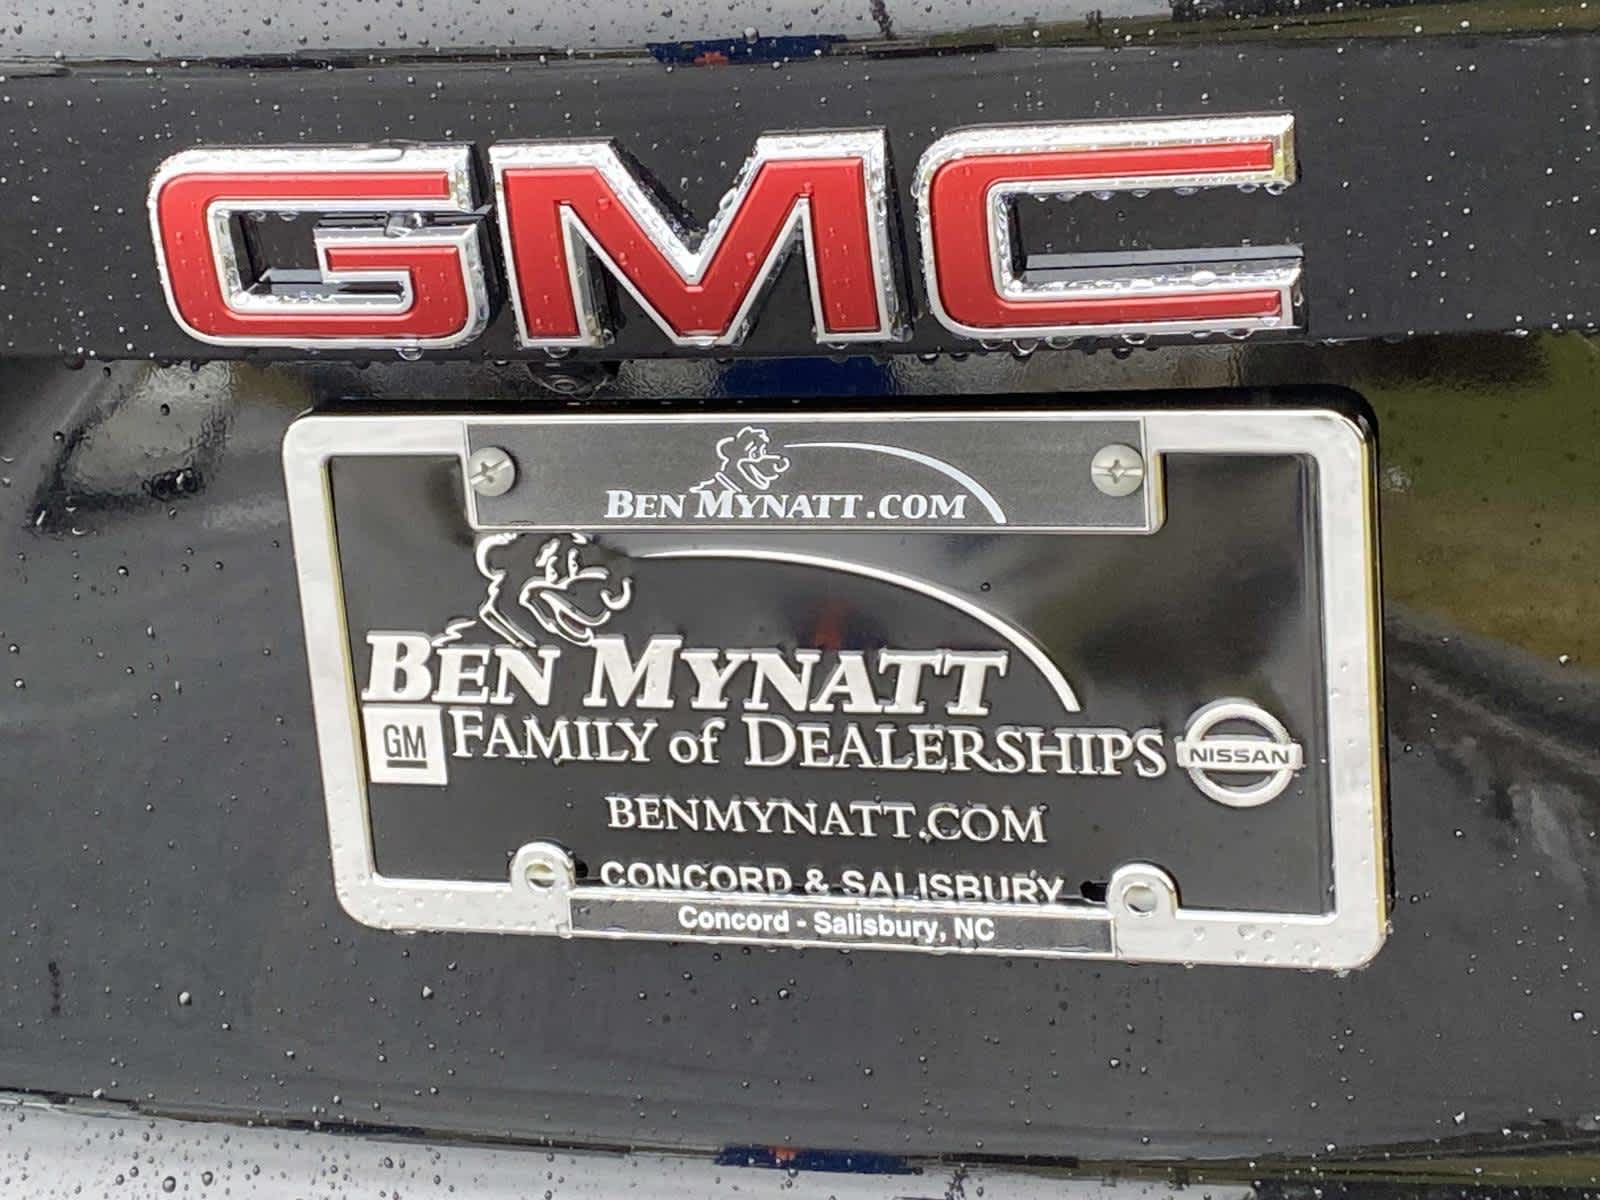 GMC
BEN MYNATT.COM
BEN MYNATT
GM FAMILY of DEALERSHIPS NISSAN
BENMYNATT.COM
CONCORD & SALISBURY
Concord - Salisbury, NC